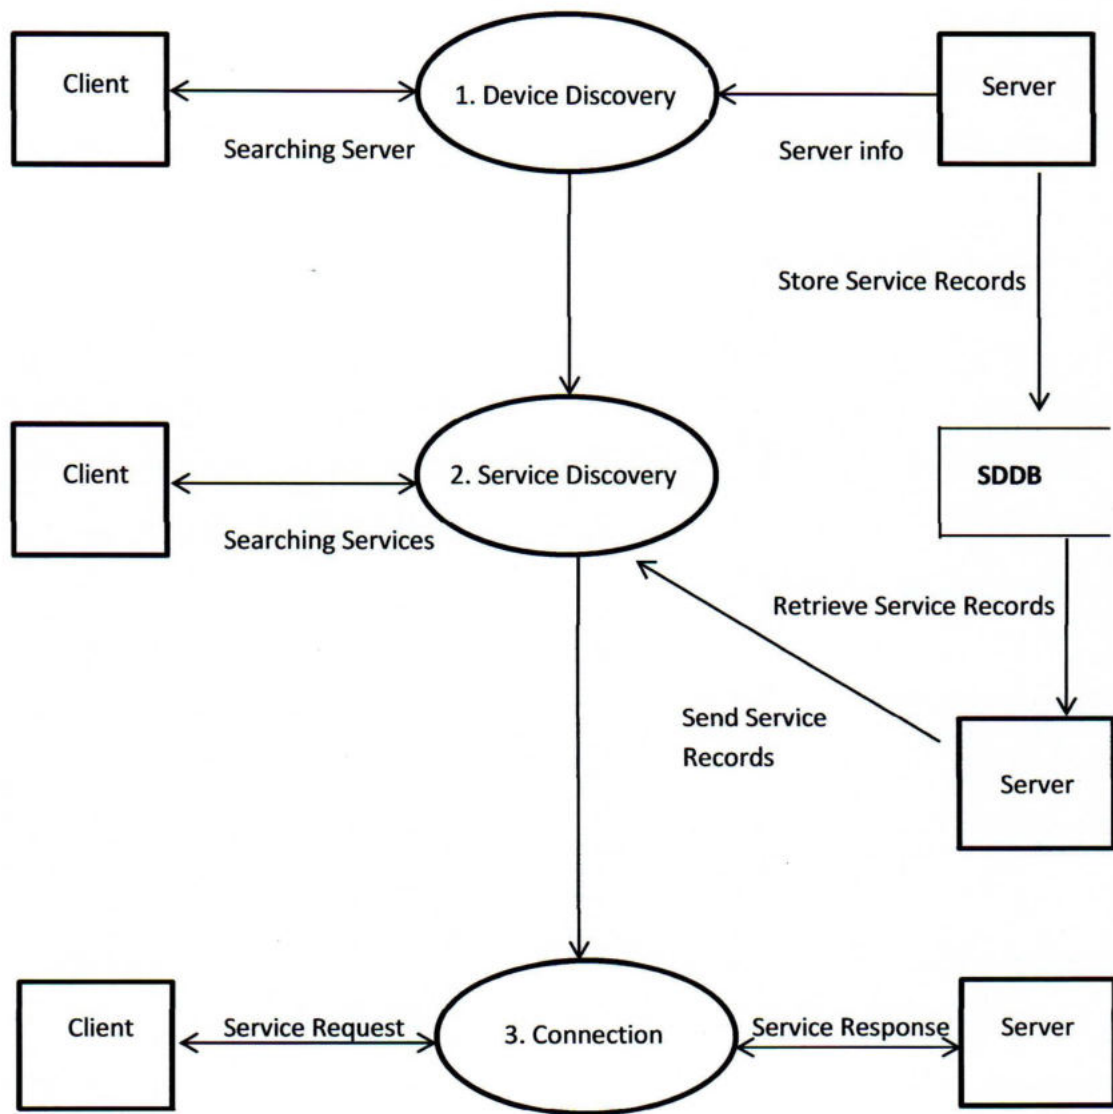 Client
1. Device Discovery
Server
Searching Server
Server info
Store Service Records
Client
2. Service Discovery
SDDB
Searching Services
Retrieve Service Records
Send Service
Records
Server
Client
Service Request
3. Connection
Service Response
Server